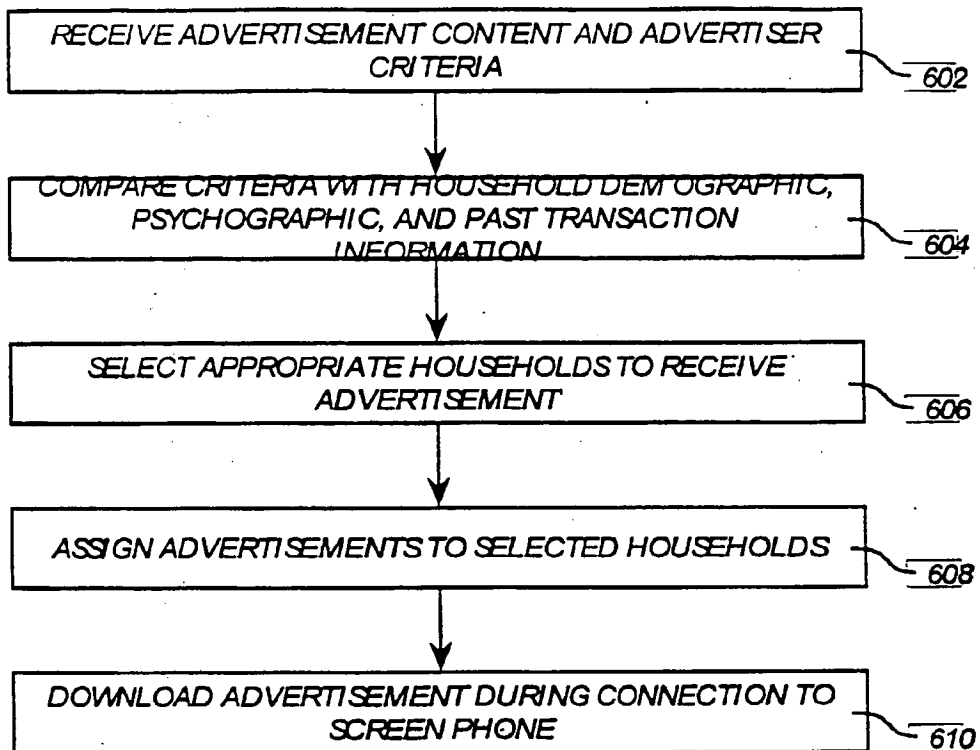 RECEIVE ADVERTISEMENT CONTENT AND ADVERTISER
CRITERIA
602
COMPARE CRITERIA WITH HOUSEHOLD DEMOGRAPHIC,
PSYCHOGRAPHIC, AND PAST TRANSACTION
INFORMATION
604
SELECT APPROPRIATE HOUSEHOLDS TO RECEIVE
ADVERTISEMENT
606
ASSIGN ADVERTISEMENTS TO SELECTED HOUSEHOLDS
608
DOWNLOAD ADVERTISEMENT DURING CONNECTION TO
SCREEN PHONE
610